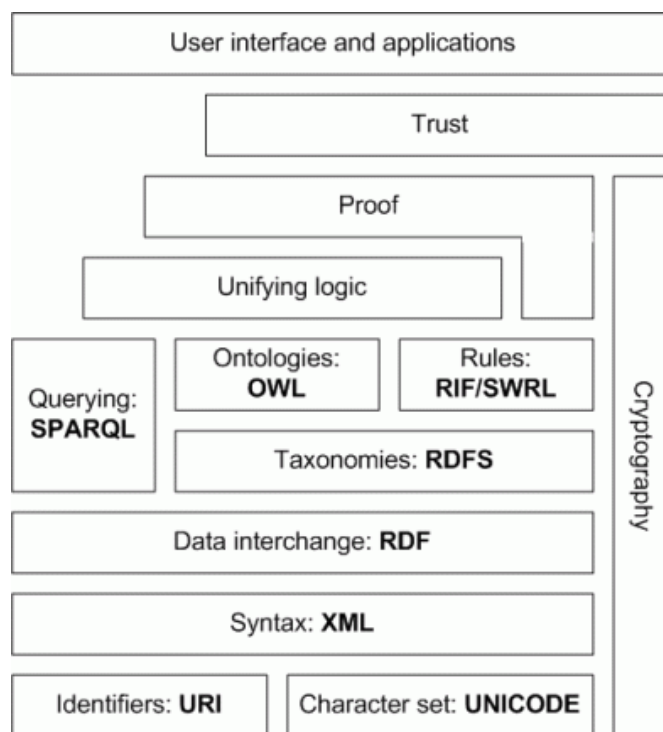 User interface and applications
Trust
Proof
Unifying logic
Ontologies:
OWL
Rules:
RIF/SWRL
Querying:
SPARQL
Taxonomies: RDFS
Cryptography
Data interchange: RDF
Syntax: XML
Identifiers: URI
Character set: UNICODE